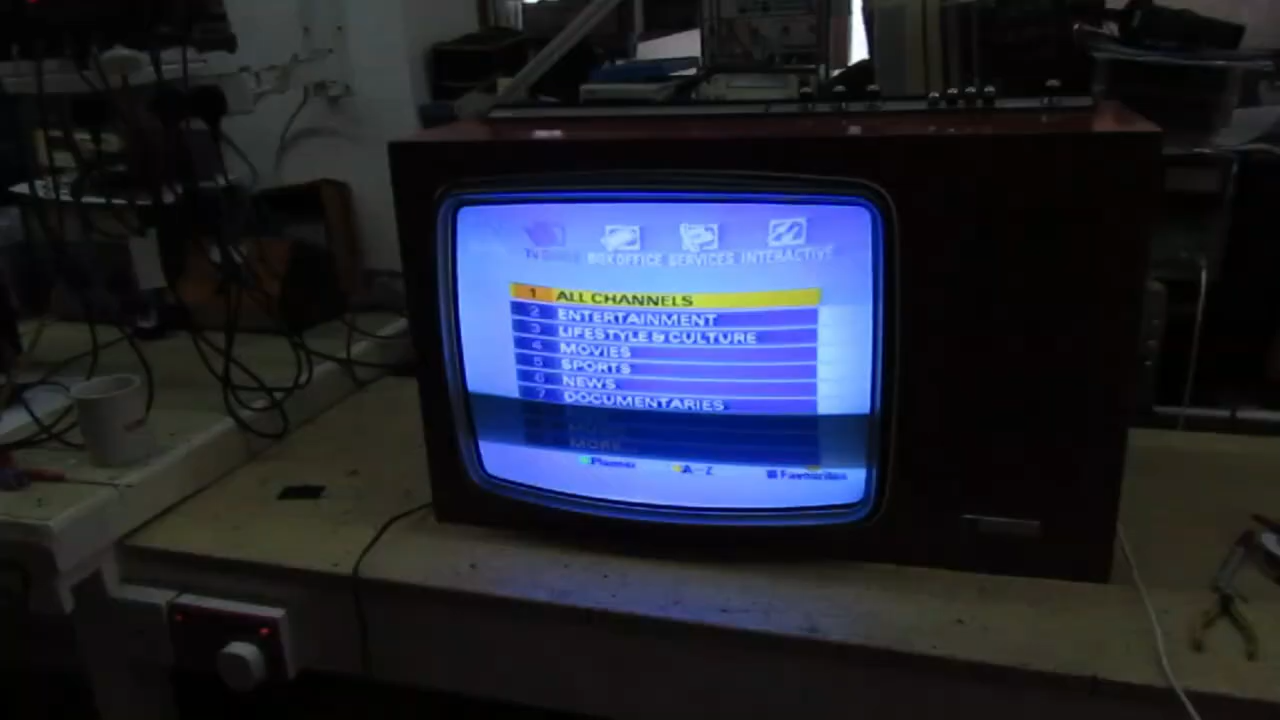 TV Guide
BOX OFFICE
SERVICES
INTERACTIVE
1 ALL CHANNELS
2 ENTERTAINMENT
3 LIFESTYLE & CULTURE
4 MOVIES
5 SPORTS
6 NEWS
7 DOCUMENTARIES
MORE
Planner
A-Z
Favourites